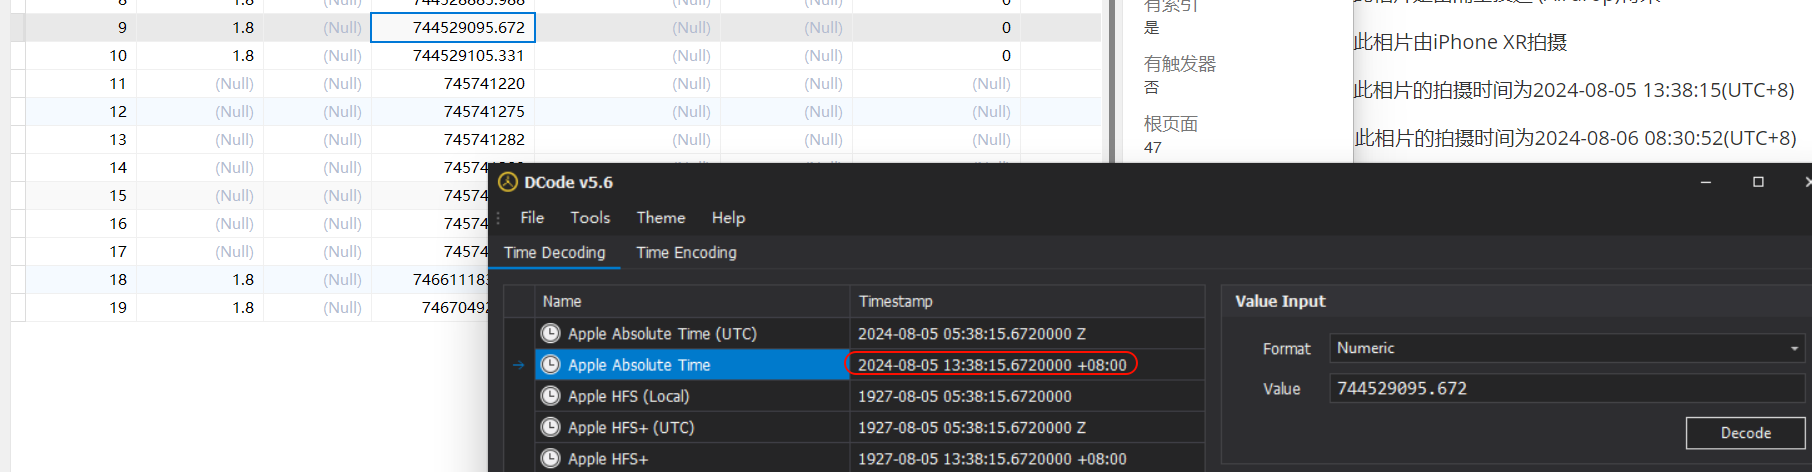 8 1.8 (Null) 744528885.988 (Null) (Null) 0
9 1.8 (Null) 744529095.672 (Null) (Null) 0
10 1.8 (Null) 744529105.331 (Null) (Null) 0
11 (Null) (Null) 745741220 (Null) (Null) (Null)
12 (Null) (Null) 745741275 (Null) (Null) (Null)
13 (Null) (Null) 745741282 (Null) (Null) (Null)
14 (Null) (Null)
15 (Null) (Null) 74574
16 (Null) (Null) 74574
17 (Null) (Null) 74574
18 1.8 (Null) 74661118
19 1.8 (Null) 7467049
有索引
是
有触发器
否
根页面
47
此相片由iPhone XR拍摄
此相片的拍摄时间为2024-08-05 13:38:15(UTC+8)
此相片的拍摄时间为2024-08-06 08:30:52(UTC+8)
DCode v5.6
File Tools Theme Help
Time Decoding Time Encoding
Name Timestamp
Apple Absolute Time (UTC) 2024-08-05 05:38:15.6720000 Z
Apple Absolute Time 2024-08-05 13:38:15.6720000 +08:00
Apple HFS (Local) 1927-08-05 05:38:15.6720000
Apple HFS+ (UTC) 1927-08-05 05:38:15.6720000 Z
Apple HFS+ 1927-08-05 13:38:15.6720000 +08:00
Value Input
Format Numeric
Value 744529095.672
Decode